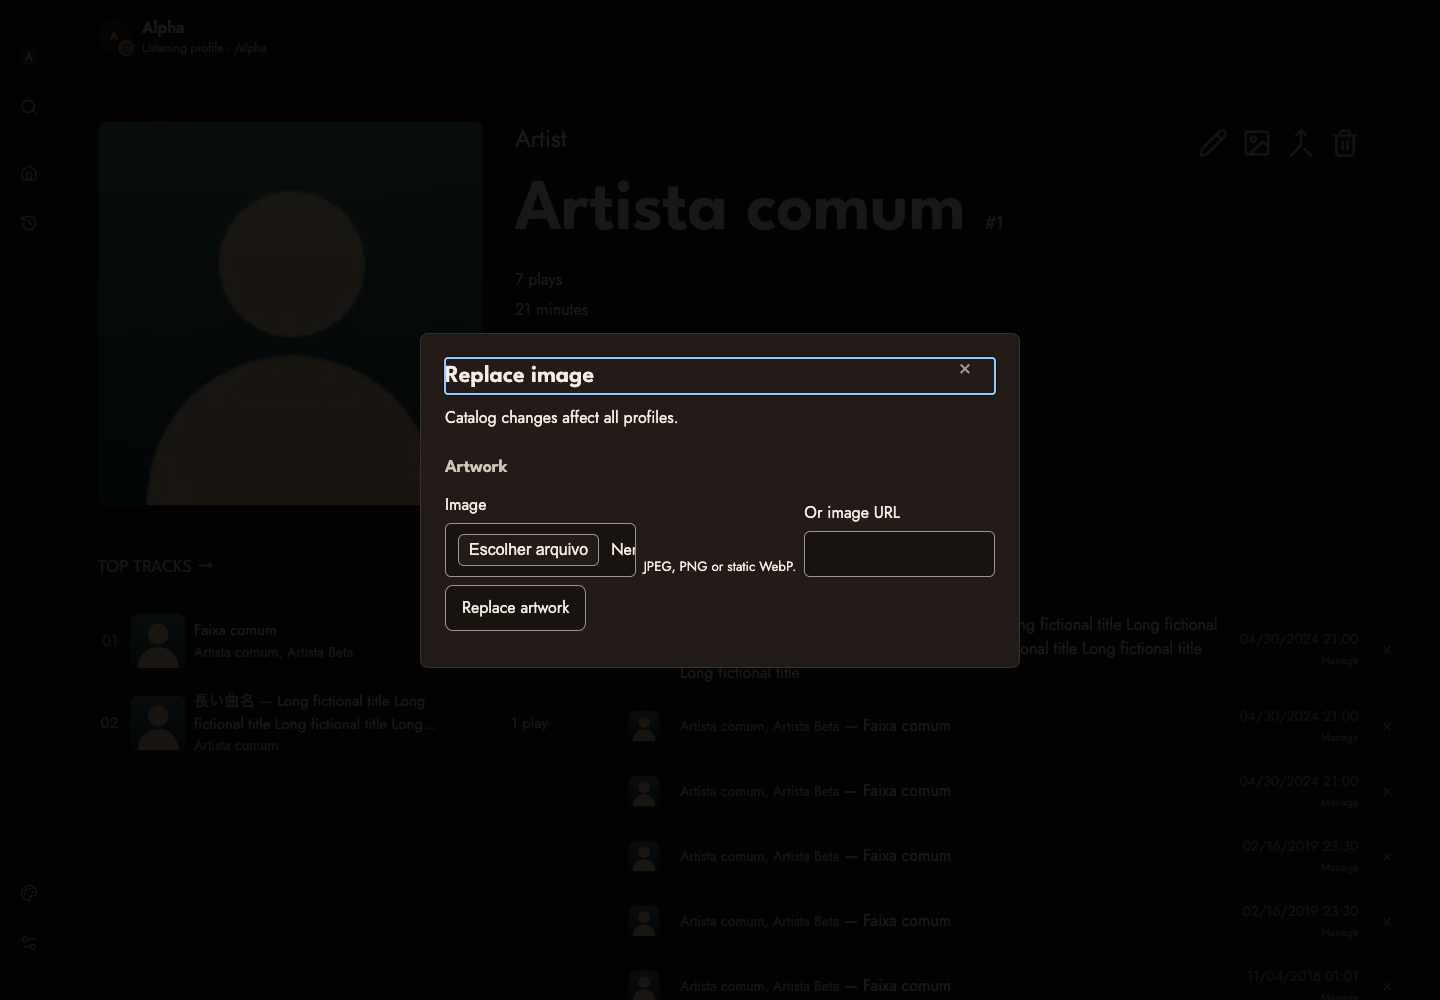 A
Alpha
Listening profile · /alpha
A
Artist
Artista comum #1
7 plays
21 minutes
Replace image ×
Catalog changes affect all profiles.
Artwork
Image
Or image URL
Escolher arquivo
JPEG, PNG or static WebP.
Replace artwork
TOP TRACKS →
01
Faixa comum
Artista comum, Artista Beta
02
長い曲名 — Long fictional title Long
fictional title Long fictional title Long...
Artista comum
1 play
fictional title Long fictional
title Long fictional title
Long fictional title
04/30/2024 21:00
Manage
×
Artista comum, Artista Beta — Faixa comum
04/30/2024 21:00
Manage
×
Artista comum, Artista Beta — Faixa comum
04/30/2024 21:00
Manage
×
Artista comum, Artista Beta — Faixa comum
02/16/2019 23:30
Manage
×
Artista comum, Artista Beta — Faixa comum
02/16/2019 23:30
Manage
×
Artista comum, Artista Beta — Faixa comum
11/04/2018 01:01
Manage
×